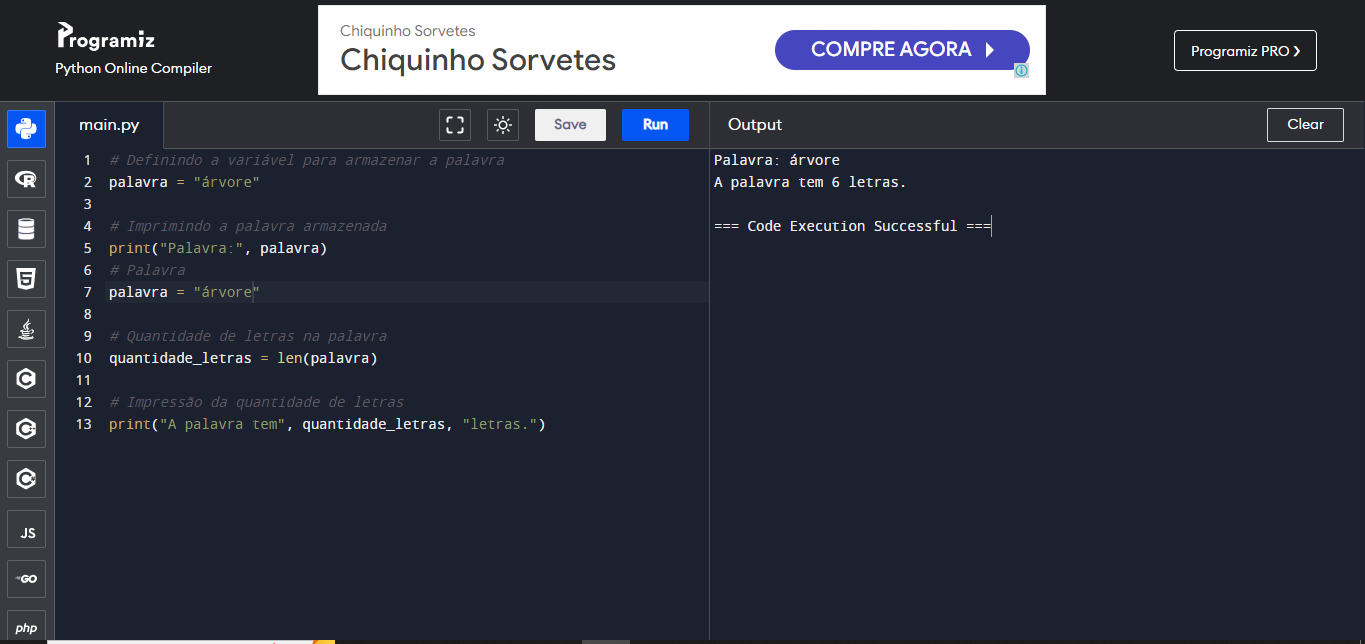 Programiz
Python Online Compiler
Chiquinho Sorvetes
Chiquinho Sorvetes
COMPRE AGORA
Programiz PRO
main.py
Save
Run
Output
Clear
1 # Definindo a variável para armazenar a palavra
2 palavra = "árvore"
3
4 # Imprimindo a palavra armazenada
5 print("Palavra:", palavra)
6 # Palavra
7 palavra = "árvore"
8
9 # Quantidade de letras na palavra
10 quantidade_letras = len(palavra)
11
12 # Impressão da quantidade de letras
13 print("A palavra tem", quantidade_letras, "letras.")
Palavra: árvore
A palavra tem 6 letras.
=== Code Execution Successful ===
R
5
C
C
C
JS
GO
php